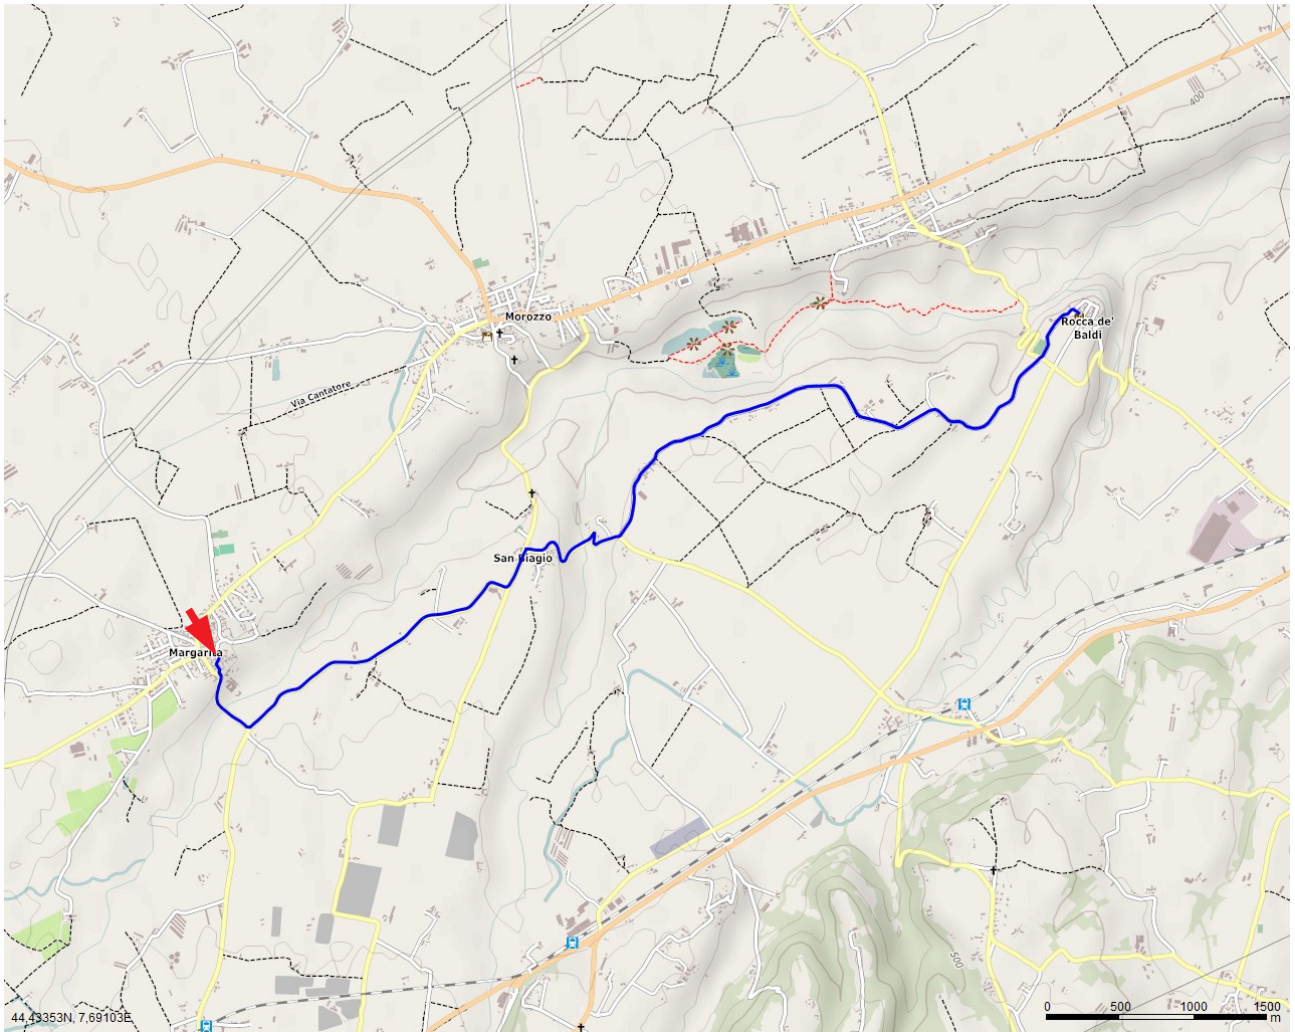 400
Morozzo
Rocca de'
Baldi
Via Cantatore
San Biagio
Margarita
500
44,43353N, 7,69103E
0 500 1000 1500
m